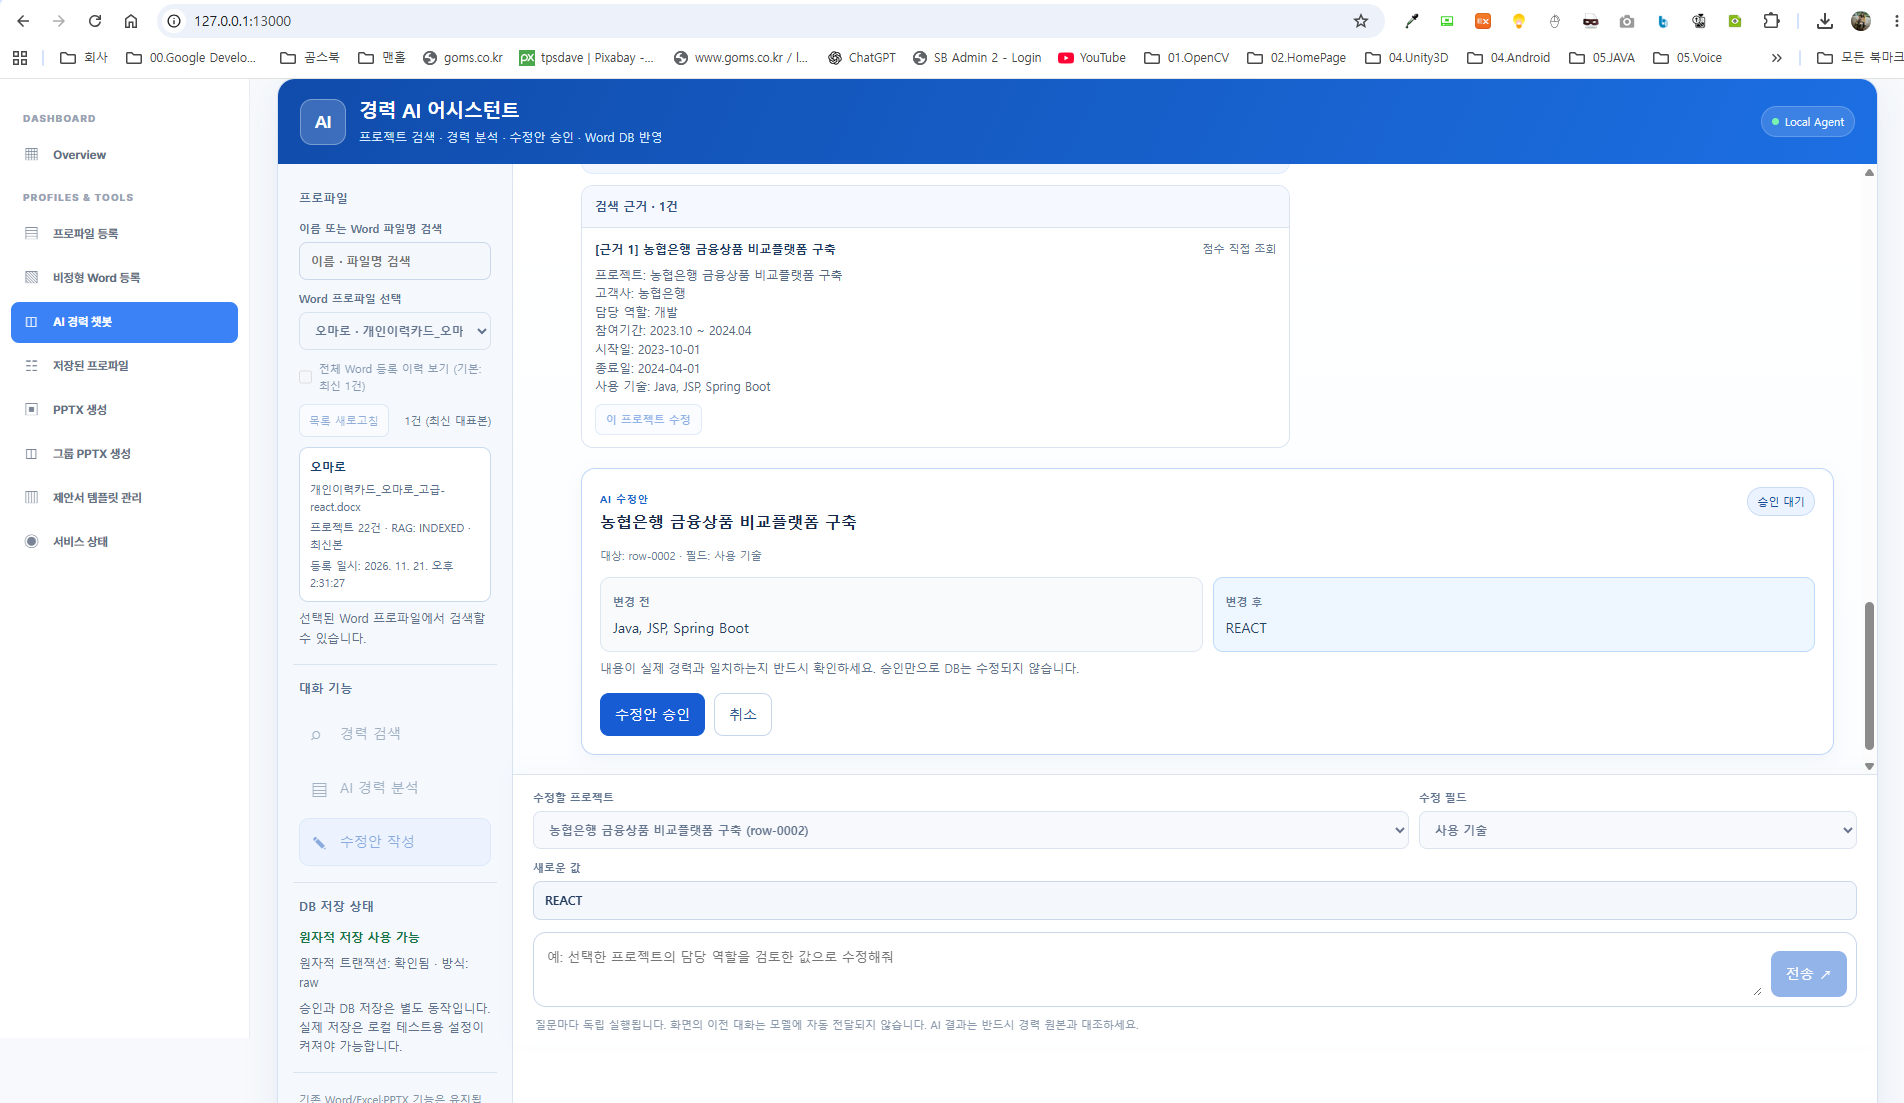 127.0.0.1:13000
회사
00.Google Develo...
곰스북
맨홀
goms.co.kr
tpsdave | Pixabay -...
www.goms.co.kr / l...
ChatGPT
SB Admin 2 - Login
YouTube
01.OpenCV
02.HomePage
04.Unity3D
04.Android
05.JAVA
05.Voice
모든 북마크
DASHBOARD
Overview
PROFILES & TOOLS
프로파일 등록
비정형 Word 등록
AI 경력 챗봇
저장된 프로파일
PPTX 생성
그룹 PPTX 생성
제안서 템플릿 관리
서비스 상태
AI
경력 AI 어시스턴트
프로젝트 검색 · 경력 분석 · 수정안 승인 · Word DB 반영
Local Agent
프로파일
이름 또는 Word 파일명 검색
이름 · 파일명 검색
Word 프로파일 선택
오마로 · 개인이력카드_오마
전체 Word 등록 이력 보기 (기본:
최신 1건)
목록 새로고침
1건 (최신 대표본)
오마로
개인이력카드_오마로_고급-
react.docx
프로젝트 22건 · RAG: INDEXED ·
최신본
등록 일시: 2026. 11. 21. 오후
2:31:27
선택된 Word 프로파일에서 검색할
수 있습니다.
대화 기능
경력 검색
AI 경력 분석
수정안 작성
DB 저장 상태
원자적 저장 사용 가능
원자적 트랜잭션: 확인됨 · 방식:
raw
승인과 DB 저장은 별도 동작입니다.
실제 저장은 로컬 테스트용 설정이
켜져야 가능합니다.
기존 Word/Excel·PPTX 기능은 유지됩
검색 근거 · 1건
[근거 1] 농협은행 금융상품 비교플랫폼 구축
점수 직접 조회
프로젝트: 농협은행 금융상품 비교플랫폼 구축
고객사: 농협은행
담당 역할: 개발
참여기간: 2023.10 ~ 2024.04
시작일: 2023-10-01
종료일: 2024-04-01
사용 기술: Java, JSP, Spring Boot
이 프로젝트 수정
AI 수정안
농협은행 금융상품 비교플랫폼 구축
승인 대기
대상: row-0002 · 필드: 사용 기술
변경 전
Java, JSP, Spring Boot
변경 후
REACT
내용이 실제 경력과 일치하는지 반드시 확인하세요. 승인만으로 DB는 수정되지 않습니다.
수정안 승인
취소
수정할 프로젝트
수정 필드
농협은행 금융상품 비교플랫폼 구축 (row-0002)
사용 기술
새로운 값
REACT
예: 선택한 프로젝트의 담당 역할을 검토한 값으로 수정해줘
전송 ↗
질문마다 독립 실행됩니다. 화면의 이전 대화는 모델에 자동 전달되지 않습니다. AI 결과는 반드시 경력 원본과 대조하세요.